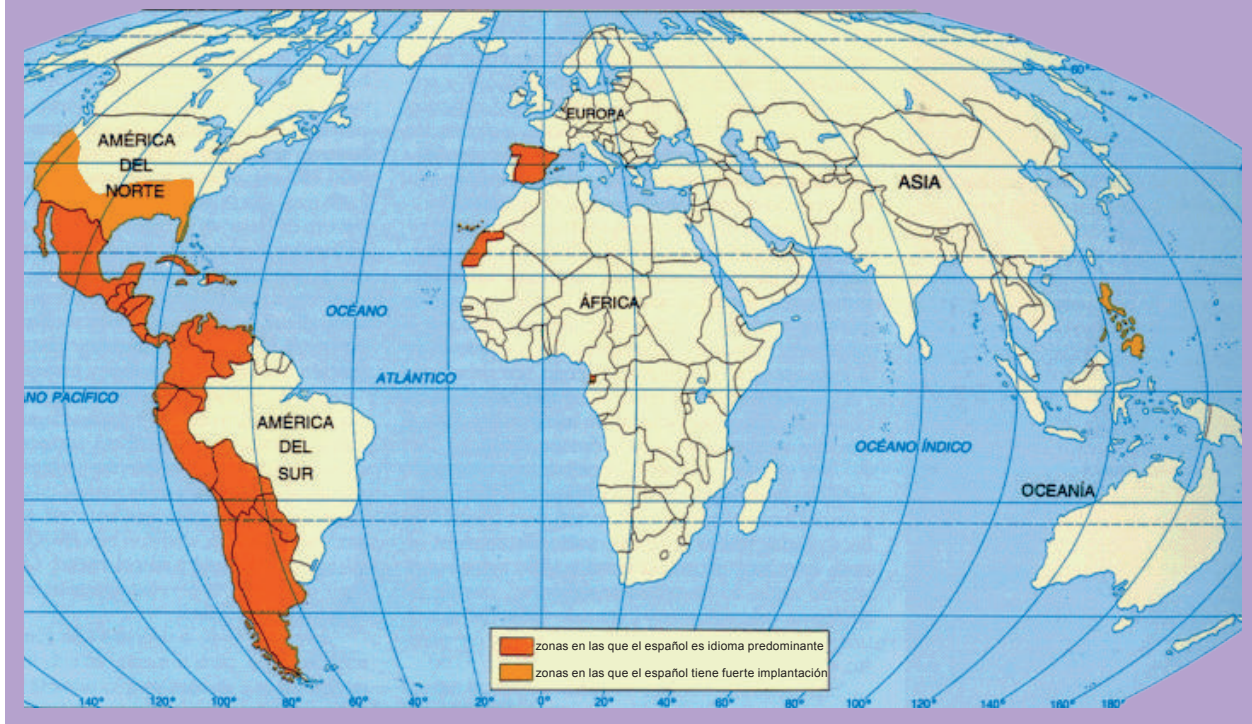 60°
EUROPA
AMÉRICA
DEL
NORTE
ASIA
ÁFRICA
OCÉANO
ATLÁNTICO
NO PACÍFICO
AMÉRICA
DEL
SUR
OCÉANO ÍNDICO
OCEANÍA
zonas en las que el español es idioma predominante
zonas en las que el español tiene fuerte implantación
140° 120° 100° 80° 60° 40° 20° 0° 20° 40° 60° 80° 100° 120° 140° 160° 180°